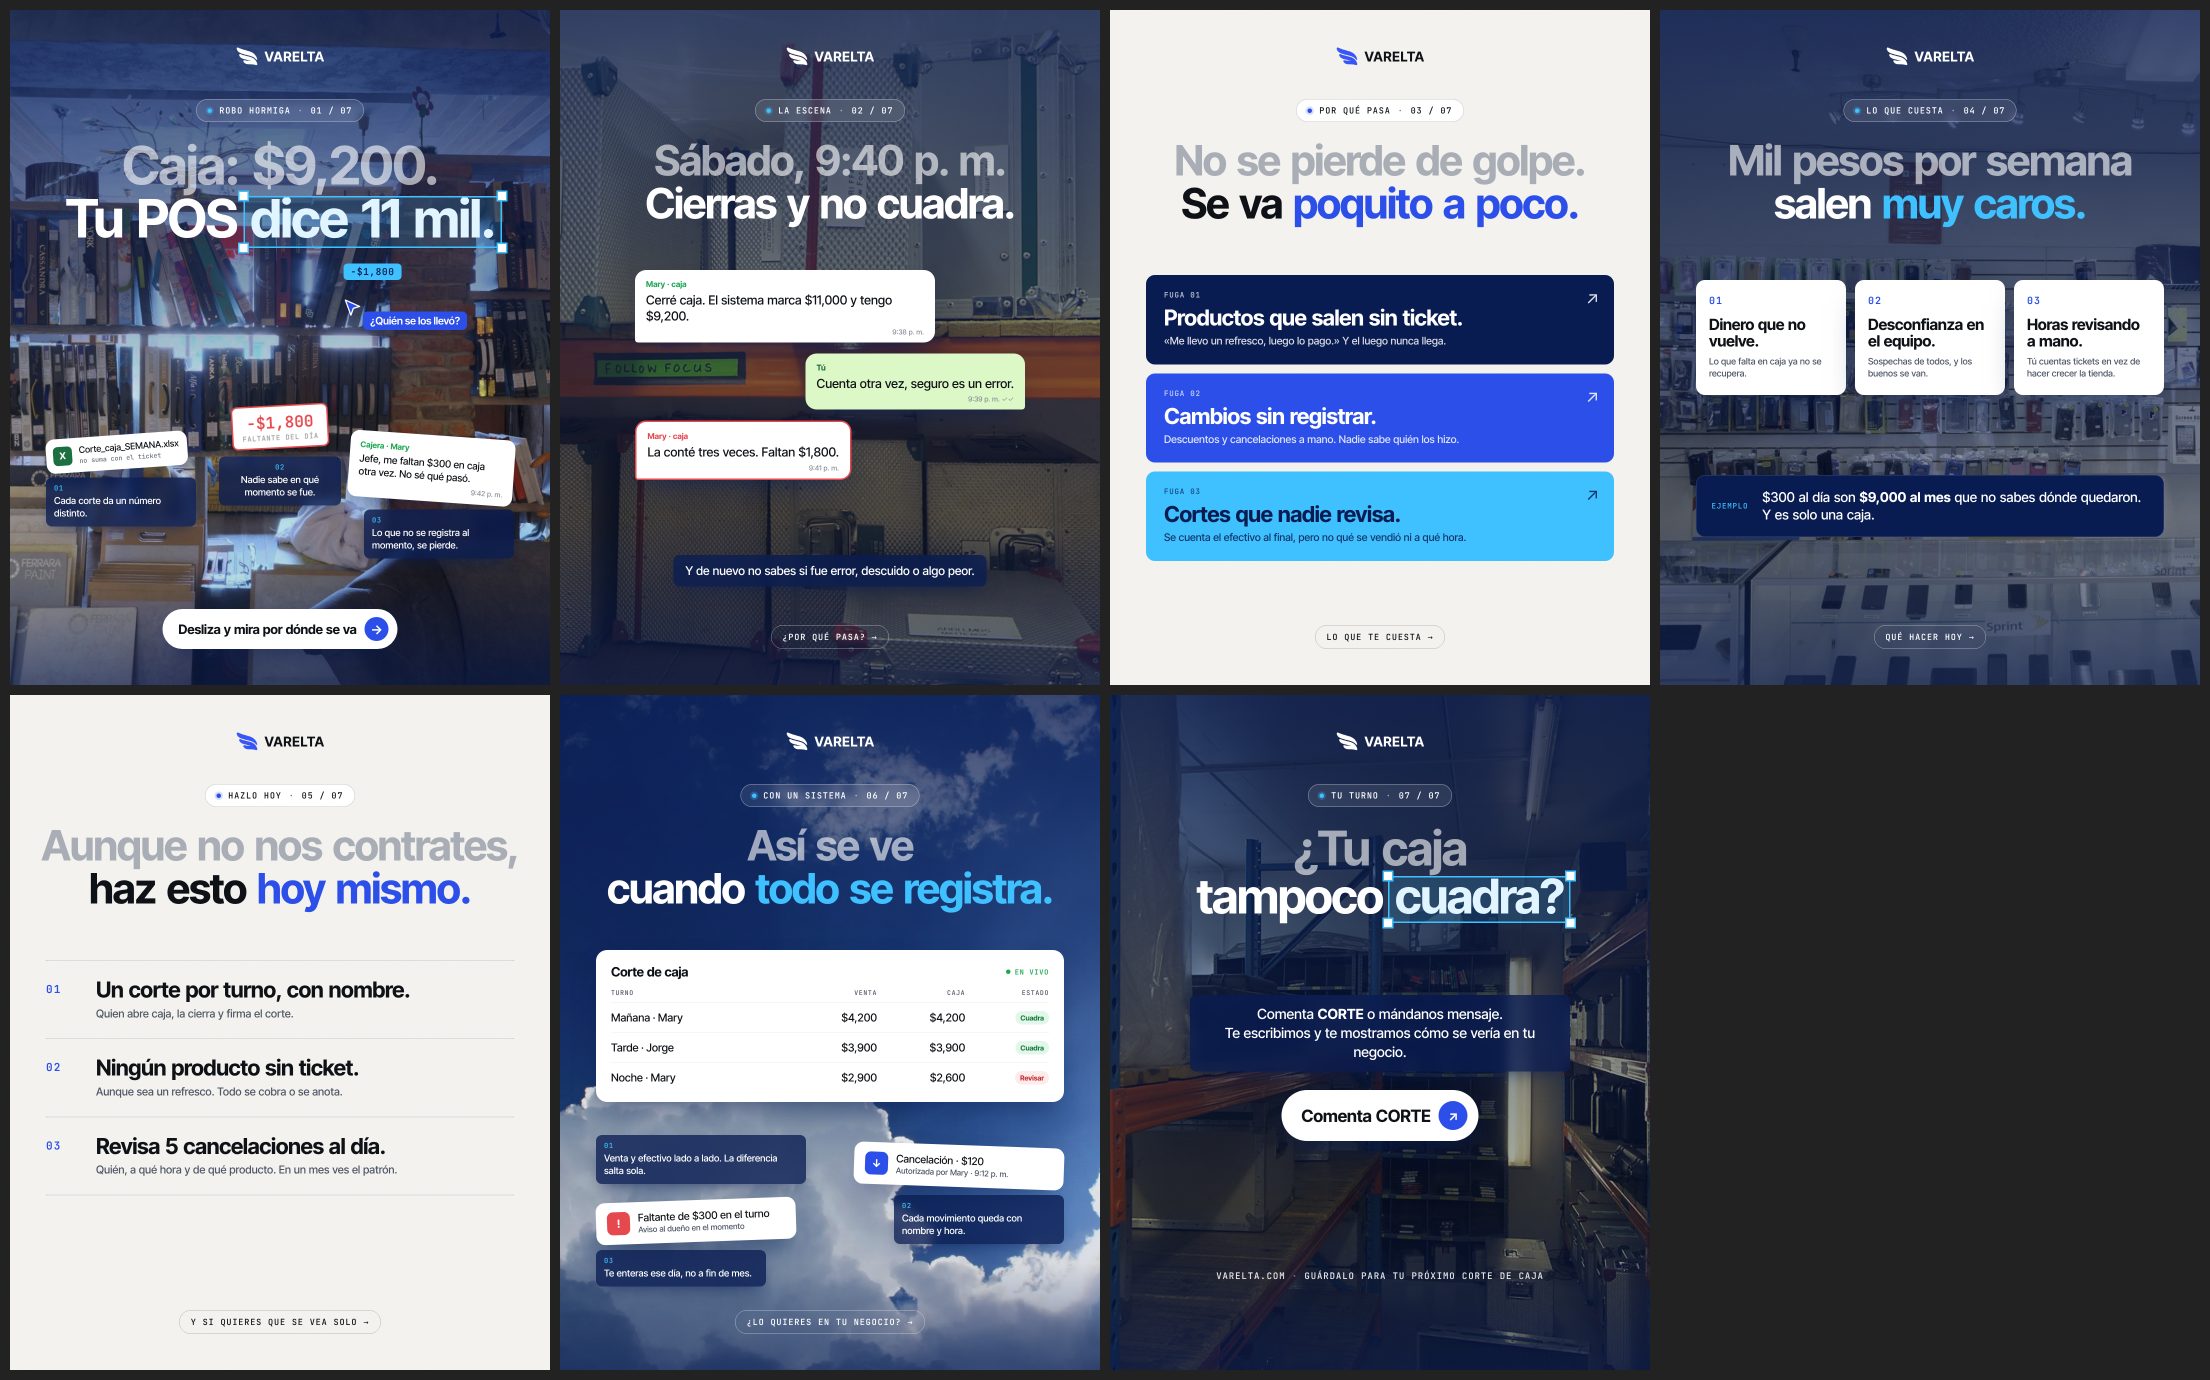 VARELTA
ROBO HORMIGA · 01 / 07
Caja: $9,200.
Tu POS dice 11 mil.
-$1,800
¿Quién se los llevó?
CASSANDRA
YORK
X
Corte_caja_SEMANA.xlsx
no suma con el ticket
01
Cada corte da un número
distinto.
-$1,800
FALTANTE DEL DÍA
02
Nadie sabe en qué
momento se fue.
Cajera · Mary
Jefe, me faltan $300 en caja
otra vez. No sé qué pasó.
9:42 p. m.
03
Lo que no se registra al
momento, se pierde.
FERRARA
PAINT
Desliza y mira por dónde se va →
VARELTA
LA ESCENA · 02 / 07
Sábado, 9:40 p. m.
Cierras y no cuadra.
Mary · caja
Cerré caja. El sistema marca $11,000 y tengo
$9,200.
9:38 p. m.
FOLLOW FOCUS
Tú
Cuenta otra vez, seguro es un error.
9:39 p. m. ✓✓
Mary · caja
La conté tres veces. Faltan $1,800.
9:41 p. m.
Y de nuevo no sabes si fue error, descuido o algo peor.
¿POR QUÉ PASA? →
VARELTA
POR QUÉ PASA · 03 / 07
No se pierde de golpe.
Se va poquito a poco.
FUGA 01
Productos que salen sin ticket.
«Me llevo un refresco, luego lo pago.» Y el luego nunca llega.
FUGA 02
Cambios sin registrar.
Descuentos y cancelaciones a mano. Nadie sabe quién los hizo.
FUGA 03
Cortes que nadie revisa.
Se cuenta el efectivo al final, pero no qué se vendió ni a qué hora.
LO QUE TE CUESTA →
VARELTA
LO QUE CUESTA · 04 / 07
Mil pesos por semana
salen muy caros.
01
Dinero que no
vuelve.
Lo que falta en caja ya no se
recupera.
02
Desconfianza en
el equipo.
Sospechas de todos, y los
buenos se van.
03
Horas revisando
a mano.
Tú cuentas tickets en vez de
hacer crecer la tienda.
EJEMPLO
$300 al día son $9,000 al mes que no sabes dónde quedaron.
Y es solo una caja.
Sprint
Sprint
QUÉ HACER HOY →
VARELTA
HAZLO HOY · 05 / 07
Aunque no nos contrates,
haz esto hoy mismo.
01
Un corte por turno, con nombre.
Quien abre caja, la cierra y firma el corte.
02
Ningún producto sin ticket.
Aunque sea un refresco. Todo se cobra o se anota.
03
Revisa 5 cancelaciones al día.
Quién, a qué hora y de qué producto. En un mes ves el patrón.
Y SI QUIERES QUE SE VEA SOLO →
VARELTA
CON UN SISTEMA · 06 / 07
Así se ve
cuando todo se registra.
Corte de caja
EN VIVO
TURNO VENTA CAJA ESTADO
Mañana · Mary $4,200 $4,200 Cuadra
Tarde · Jorge $3,900 $3,900 Cuadra
Noche · Mary $2,900 $2,600 Revisar
01
Venta y efectivo lado a lado. La diferencia
salta sola.
Cancelación · $120
Autorizada por Mary · 9:12 p. m.
02
Cada movimiento queda con
nombre y hora.
!
Faltante de $300 en el turno
Aviso al dueño en el momento
03
Te enteras ese día, no a fin de mes.
¿LO QUIERES EN TU NEGOCIO? →
VARELTA
TU TURNO · 07 / 07
¿Tu caja
tampoco cuadra?
Comenta CORTE o mándanos mensaje.
Te escribimos y te mostramos cómo se vería en tu
negocio.
Comenta CORTE
VARELTA.COM · GUÁRDALO PARA TU PRÓXIMO CORTE DE CAJA